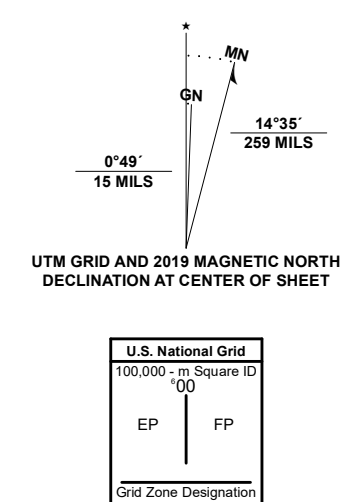 ★
MN
GN
14°35´
259 MILS
0°49´
15 MILS
UTM GRID AND 2019 MAGNETIC NORTH
DECLINATION AT CENTER OF SHEET
U.S. National Grid
100,000 - m Square ID
⁶00
EP FP
Grid Zone Designation